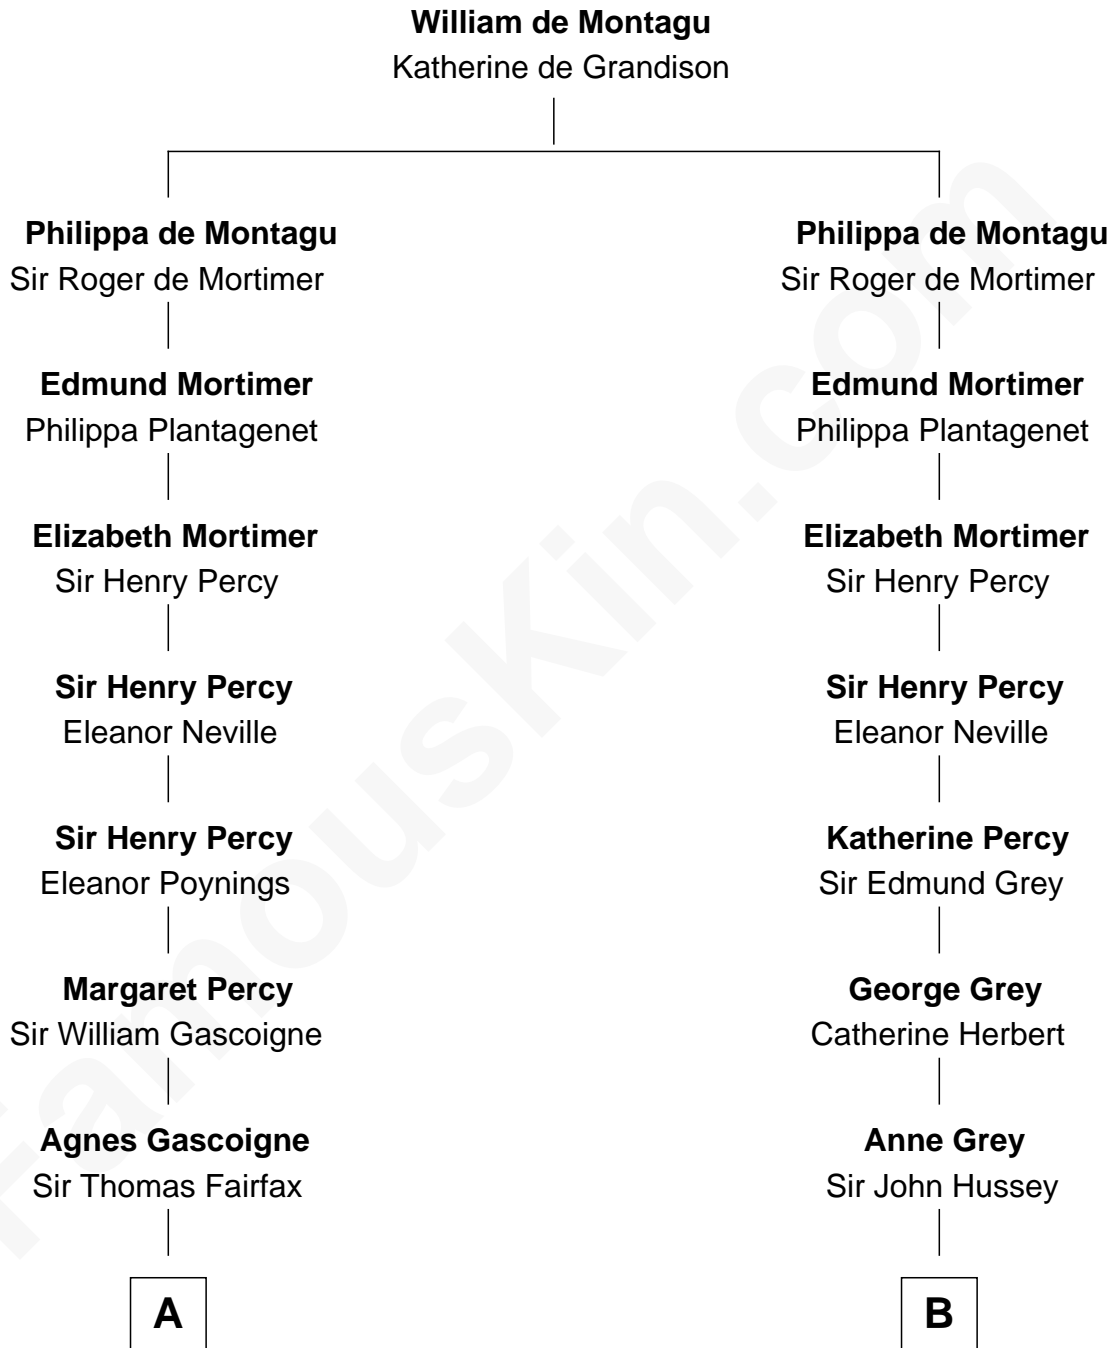 William de Montagu
Katherine de Grandison
Philippa de Montagu
Sir Roger de Mortimer
Philippa de Montagu
Sir Roger de Mortimer
Edmund Mortimer
Philippa Plantagenet
Edmund Mortimer
Philippa Plantagenet
Elizabeth Mortimer
Sir Henry Percy
Elizabeth Mortimer
Sir Henry Percy
Sir Henry Percy
Eleanor Neville
Sir Henry Percy
Eleanor Neville
Sir Henry Percy
Eleanor Poynings
Katherine Percy
Sir Edmund Grey
Margaret Percy
Sir William Gascoigne
George Grey
Catherine Herbert
Agnes Gascoigne
Sir Thomas Fairfax
Anne Grey
Sir John Hussey
A
B
FamousKin.com